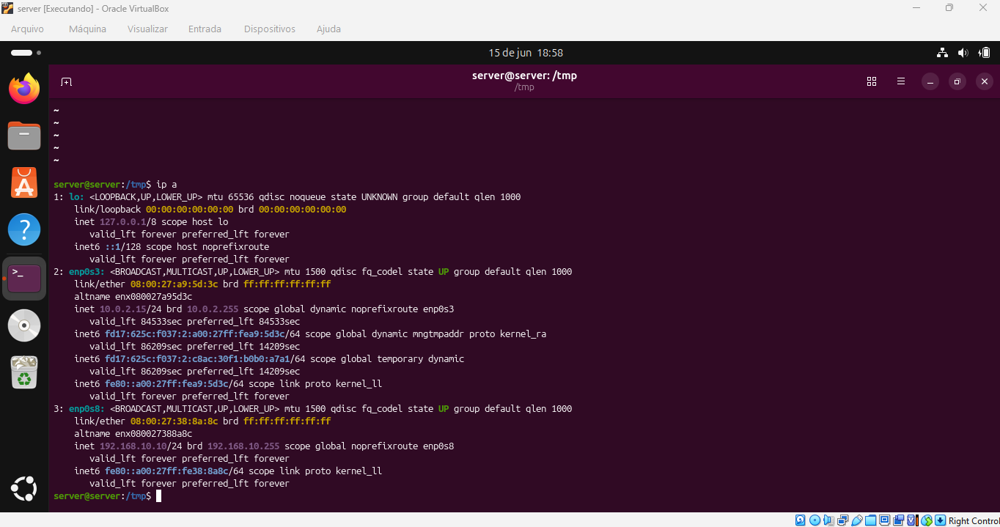 server [Executando] - Oracle VirtualBox
Arquivo Máquina Visualizar Entrada Dispositivos Ajuda
15 de jun 18:58
server@server: /tmp
/tmp
~
~
~
~
~
server@server:/tmp$ ip a
1: lo: <LOOPBACK,UP,LOWER_UP> mtu 65536 qdisc noqueue state UNKNOWN group default qlen 1000
    link/loopback 00:00:00:00:00:00 brd 00:00:00:00:00:00
    inet 127.0.0.1/8 scope host lo
       valid_lft forever preferred_lft forever
    inet6 ::1/128 scope host noprefixroute
       valid_lft forever preferred_lft forever
2: enp0s3: <BROADCAST,MULTICAST,UP,LOWER_UP> mtu 1500 qdisc fq_codel state UP group default qlen 1000
    link/ether 08:00:27:a9:5d:3c brd ff:ff:ff:ff:ff:ff
    altname enx080027a95d3c
    inet 10.0.2.15/24 brd 10.0.2.255 scope global dynamic noprefixroute enp0s3
       valid_lft 84533sec preferred_lft 84533sec
    inet6 fd17:625c:f037:2:a00:27ff:fea9:5d3c/64 scope global dynamic mngtmpaddr proto kernel_ra
       valid_lft 86209sec preferred_lft 14209sec
    inet6 fd17:625c:f037:2:c8ac:30f1:b0b0:a7a1/64 scope global temporary dynamic
       valid_lft 86209sec preferred_lft 14209sec
    inet6 fe80::a00:27ff:fea9:5d3c/64 scope link proto kernel_ll
       valid_lft forever preferred_lft forever
3: enp0s8: <BROADCAST,MULTICAST,UP,LOWER_UP> mtu 1500 qdisc fq_codel state UP group default qlen 1000
    link/ether 08:00:27:38:8a:8c brd ff:ff:ff:ff:ff:ff
    altname enx080027388a8c
    inet 192.168.10.10/24 brd 192.168.10.255 scope global noprefixroute enp0s8
       valid_lft forever preferred_lft forever
    inet6 fe80::a00:27ff:fe38:8a8c/64 scope link proto kernel_ll
       valid_lft forever preferred_lft forever
server@server:/tmp$
Right Control